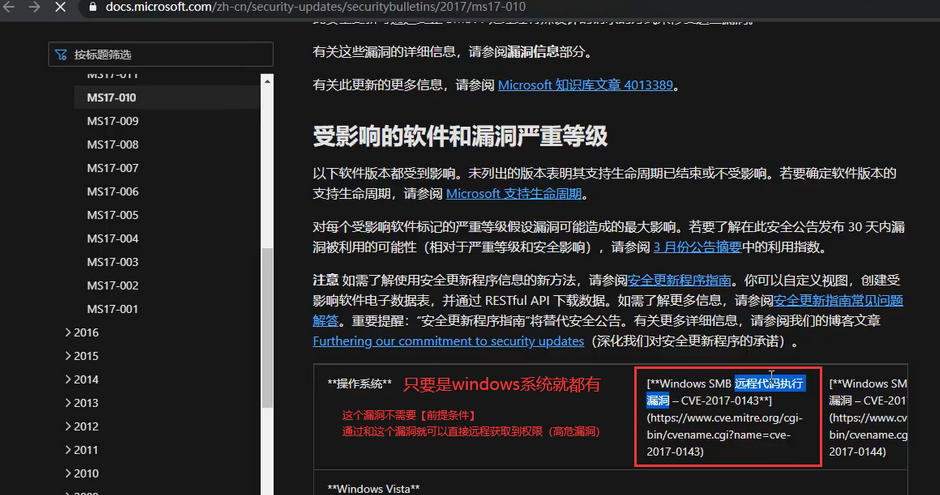 docs.microsoft.com/zh-cn/security-updates/securitybulletins/2017/ms17-010
按标题筛选
MS17-011
MS17-010
MS17-009
MS17-008
MS17-007
MS17-006
MS17-005
MS17-004
MS17-003
MS17-002
MS17-001
2016
2015
2014
2013
2012
2011
2010
有关这些漏洞的详细信息，请参阅漏洞信息部分。
有关此更新的更多信息，请参阅 Microsoft 知识库文章 4013389。
受影响的软件和漏洞严重等级
以下软件版本都受到影响。未列出的版本表明其支持生命周期已结束或不受影响。若要确定软件版本的
支持生命周期，请参阅 Microsoft 支持生命周期。
对每个受影响软件标记的严重等级假设漏洞可能造成的最大影响。若要了解在此安全公告发布 30 天内漏
洞被利用的可能性（相对于严重等级和安全影响），请参阅 3 月份公告摘要中的利用指数。
注意 如需了解使用安全更新程序信息的新方法，请参阅安全更新程序指南。你可以自定义视图，创建受
影响软件电子数据表，并通过 RESTful API 下载数据。如需了解更多信息，请参阅安全更新指南常见问题
解答。重要提醒：“安全更新程序指南”将替代安全公告。有关更多详细信息，请参阅我们的博客文章
Furthering our commitment to security updates（深化我们对安全更新程序的承诺）。
**操作系统**
只要是windows系统就都有
这个漏洞不需要【前提条件】
通过和这个漏洞就可以直接远程获取到权限（高危漏洞）
[**Windows SMB 远程代码执行
漏洞 – CVE-2017-0143**]
(https://www.cve.mitre.org/cgi-
bin/cvename.cgi?name=cve-
2017-0143)
[**Windows SM
漏洞 – CVE-201
(https://www.cv
bin/cvename.cg
2017-0144)
**Windows Vista**